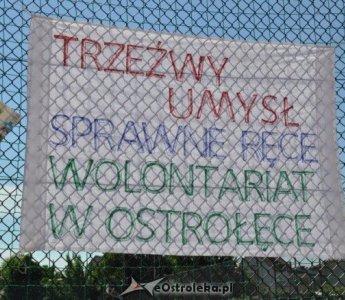 TRZEŹWY
UMYSŁ
SPRAWNE RĘCE
WOLONTARIAT
W OSTROŁĘCE
eOstroleka.pl